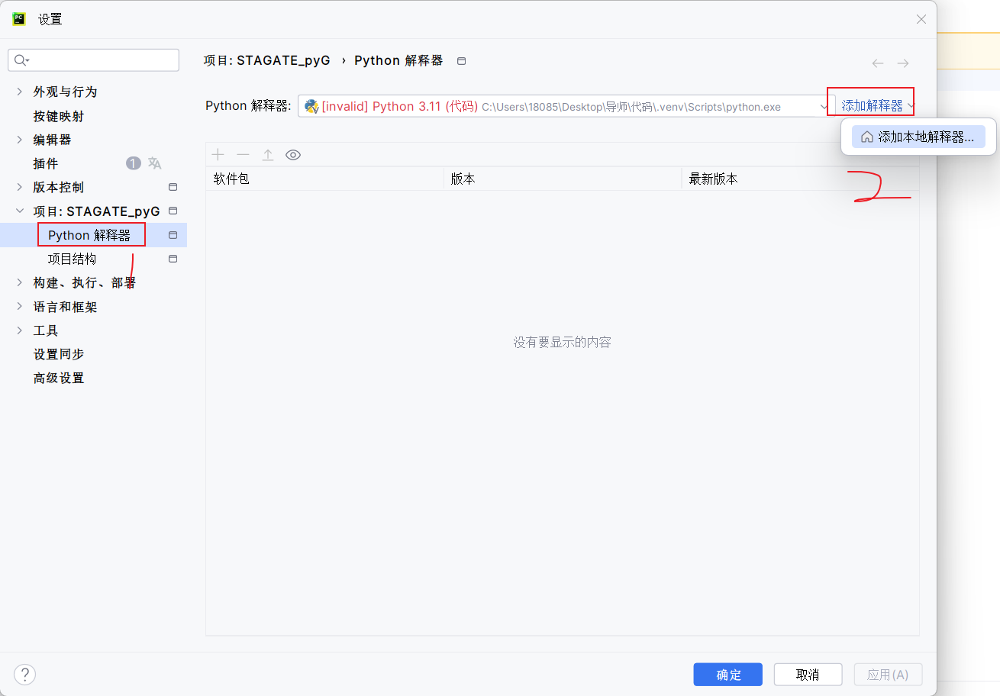 PC 设置
项目: STAGATE_pyG › Python 解释器
外观与行为
按键映射
编辑器
插件 1
版本控制
项目: STAGATE_pyG
Python 解释器
项目结构
构建、执行、部署
语言和框架
工具
设置同步
高级设置
1
Python 解释器: [invalid] Python 3.11 (代码) C:\Users\18085\Desktop\导师\代码\.venv\Scripts\python.exe 添加解释器
添加本地解释器...
2
软件包 版本 最新版本
没有要显示的内容
? 确定 取消 应用(A)